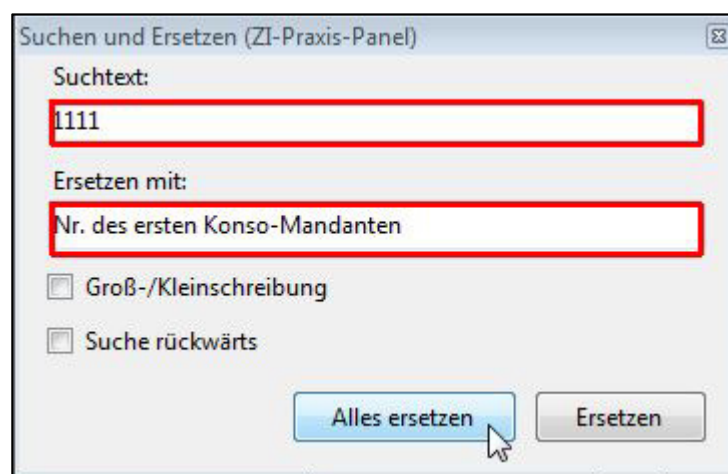 Suchen und Ersetzen (ZI-Praxis-Panel)
Suchtext:
1111
Ersetzen mit:
Nr. des ersten Konso-Mandanten
Groß-/Kleinschreibung
Suche rückwärts
Alles ersetzen Ersetzen